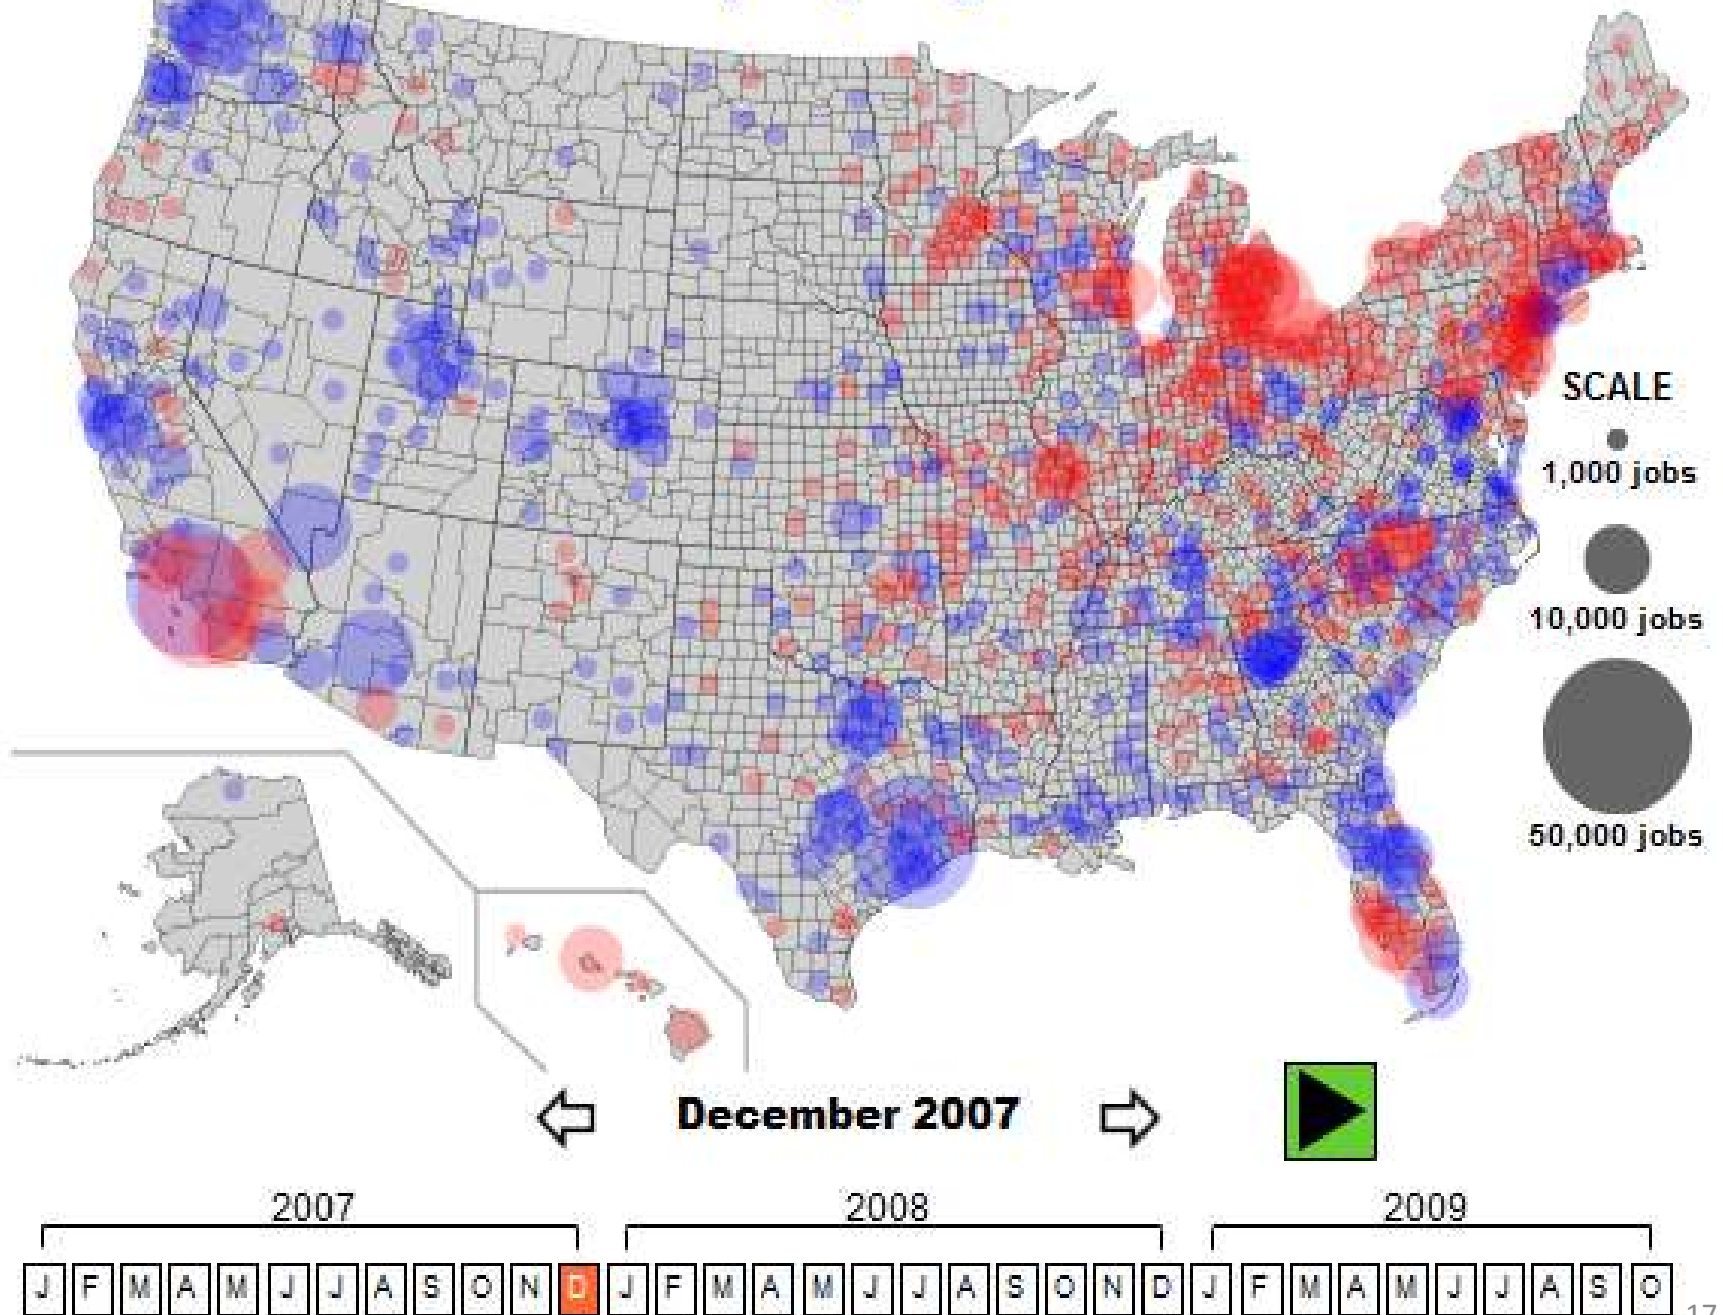 SCALE
1,000 jobs
10,000 jobs
50,000 jobs
December 2007
2007 2008 2009
J F M A M J J A S O N D J F M A M J J A S O N D J F M A M J J A S O
17